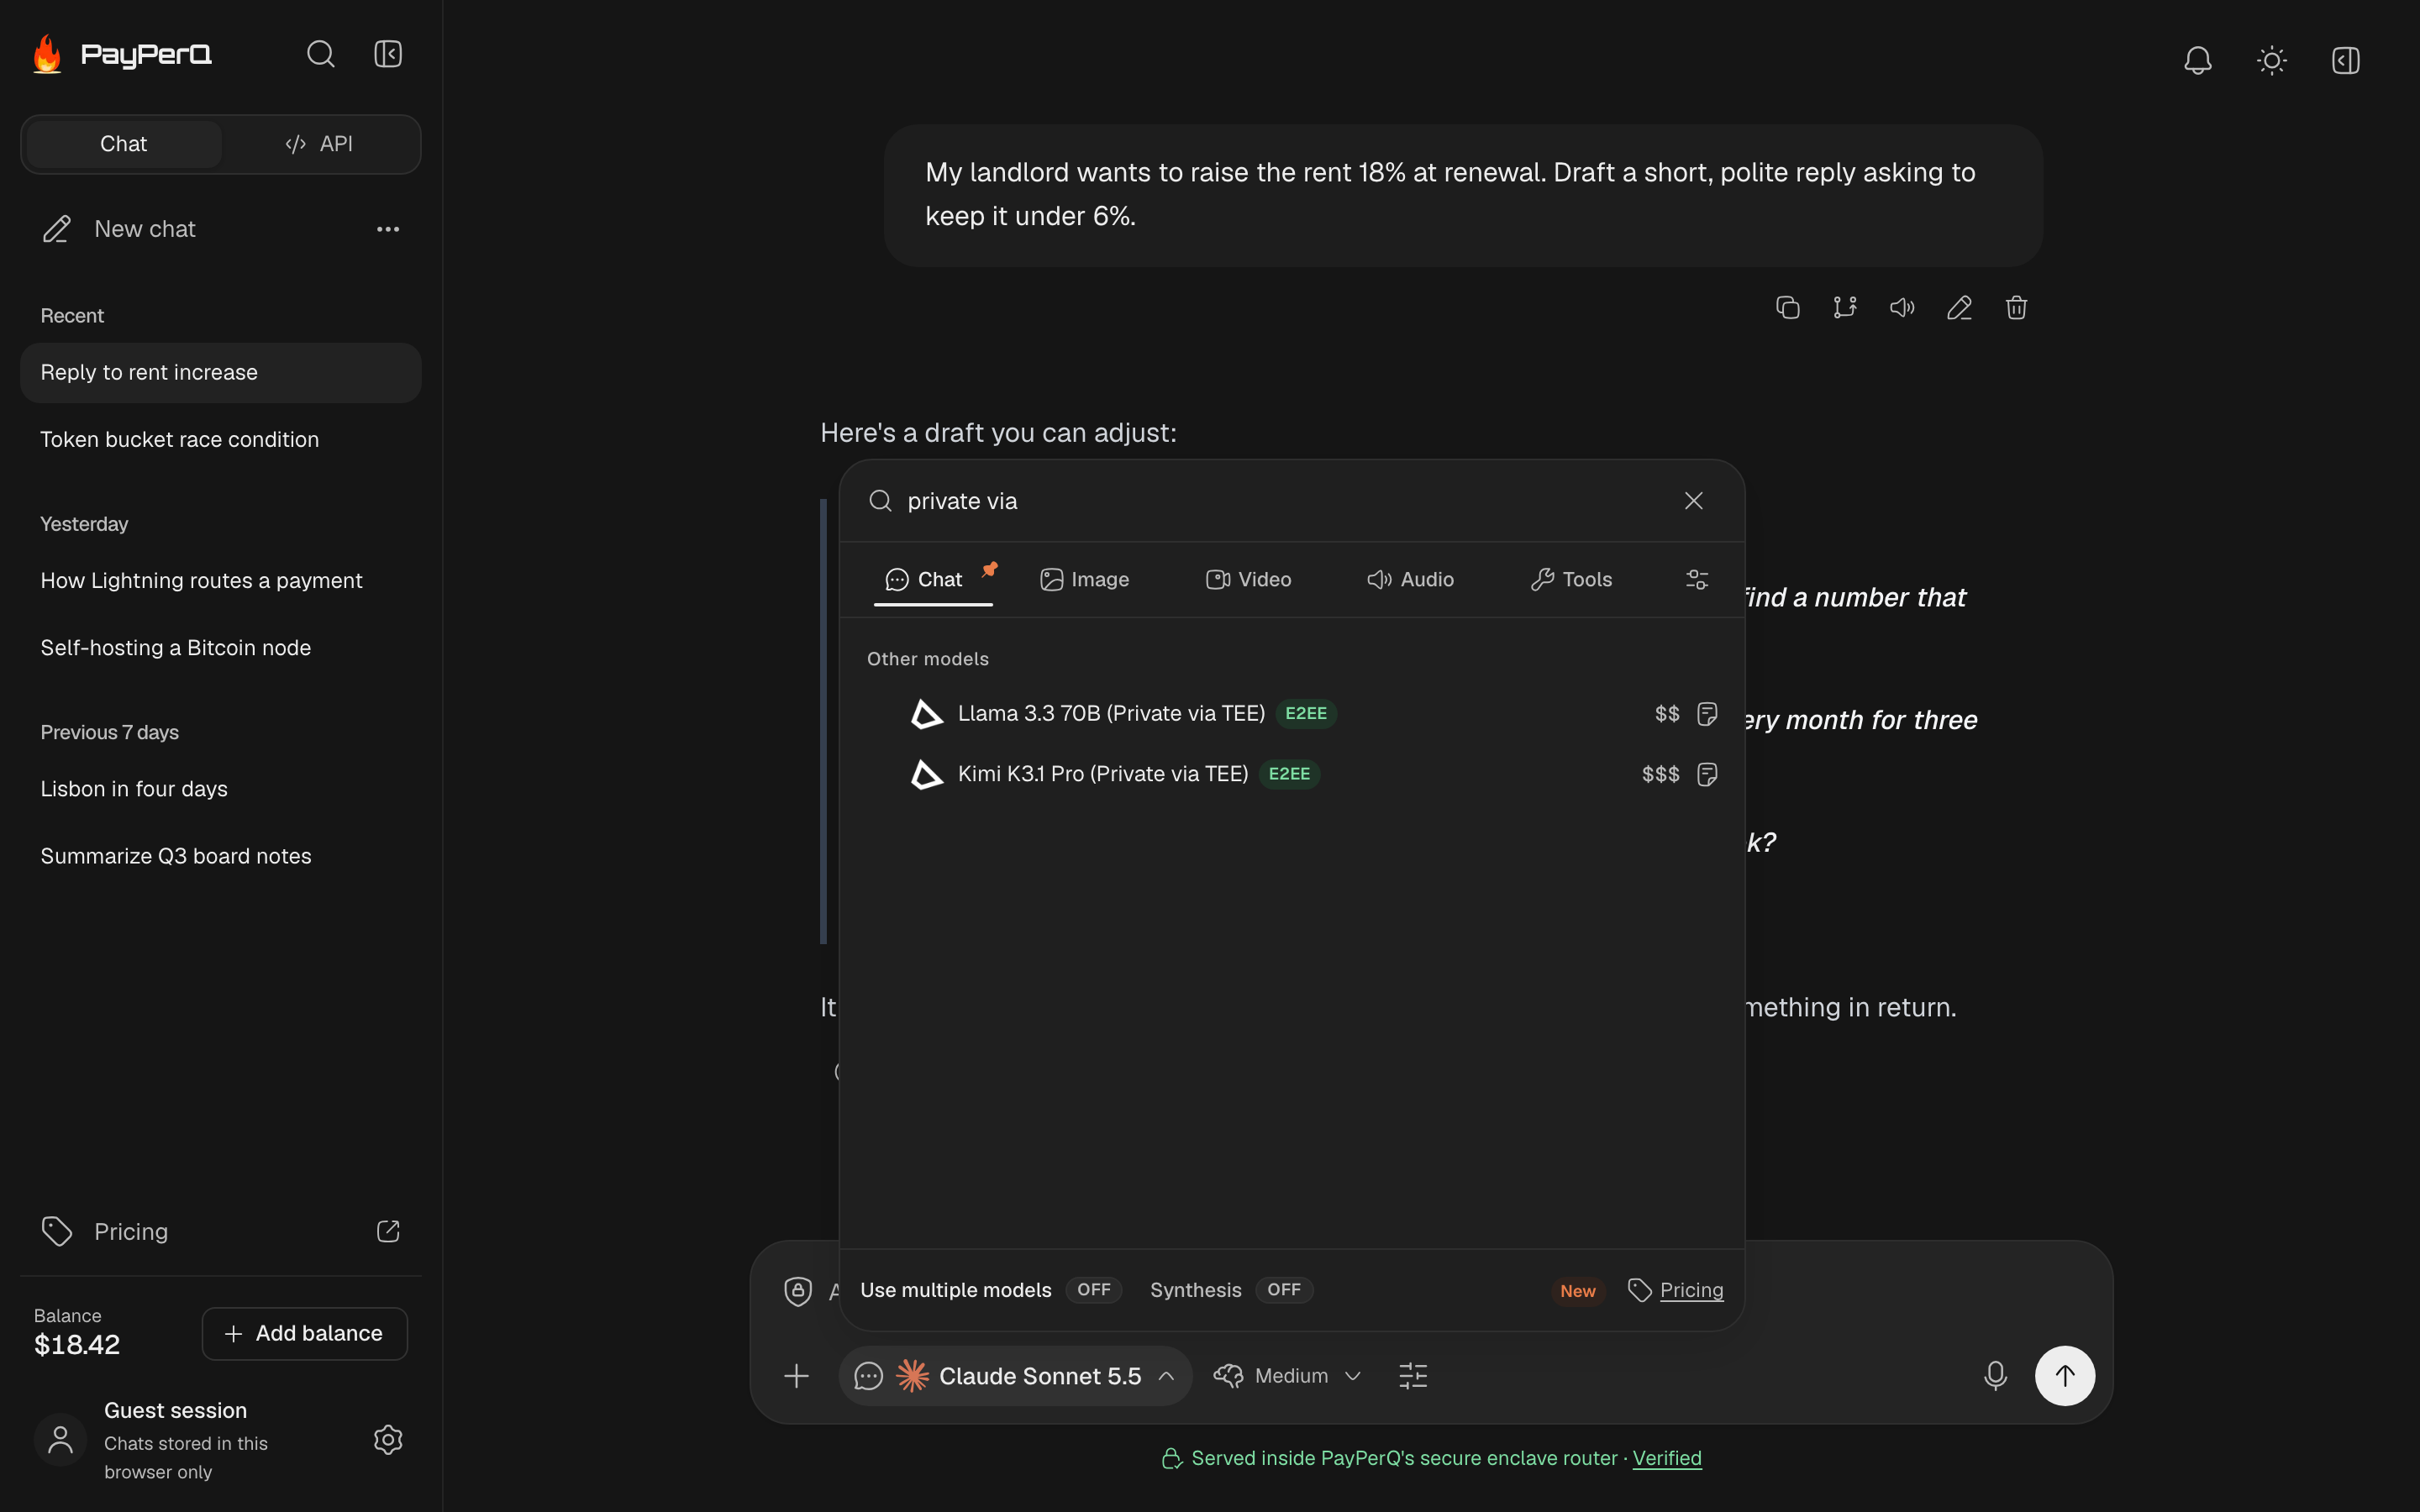 PayPerQ
Chat
API
New chat
Recent
Reply to rent increase
Token bucket race condition
Yesterday
How Lightning routes a payment
Self-hosting a Bitcoin node
Previous 7 days
Lisbon in four days
Summarize Q3 board notes
Pricing
Balance
$18.42
Add balance
Guest session
Chats stored in this
browser only
My landlord wants to raise the rent 18% at renewal. Draft a short, polite reply asking to
keep it under 6%.
Here's a draft you can adjust:
private via
Chat
Image
Video
Audio
Tools
Other models
Llama 3.3 70B (Private via TEE) E2EE $$
Kimi K3.1 Pro (Private via TEE) E2EE $$$
find a number that
ery month for three
k?
It
mething in return.
Use multiple models OFF Synthesis OFF New Pricing
Claude Sonnet 5.5 Medium
Served inside PayPerQ's secure enclave router · Verified